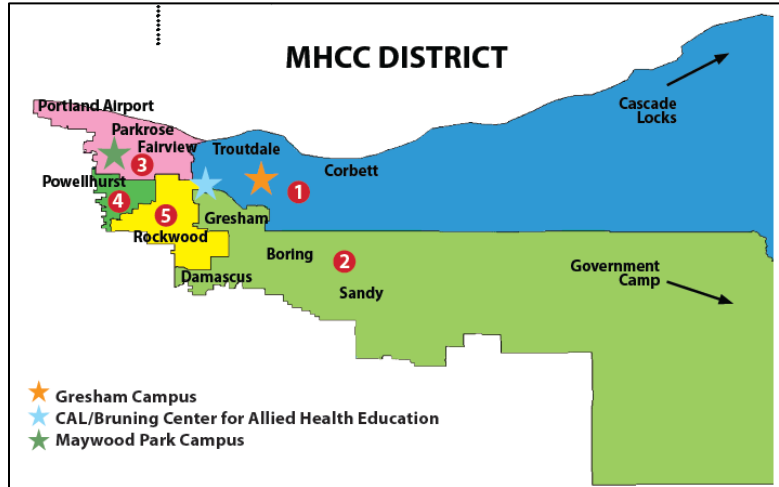 MHCC DISTRICT
Portland Airport
Cascade
Locks
Parkrose
Fairview
Troutdale
Corbett
3
Powellhurst
1
4
5
Gresham
Rockwood
Boring
2
Government
Camp
Damascus
Sandy
Gresham Campus
CAL/Bruning Center for Allied Health Education
Maywood Park Campus